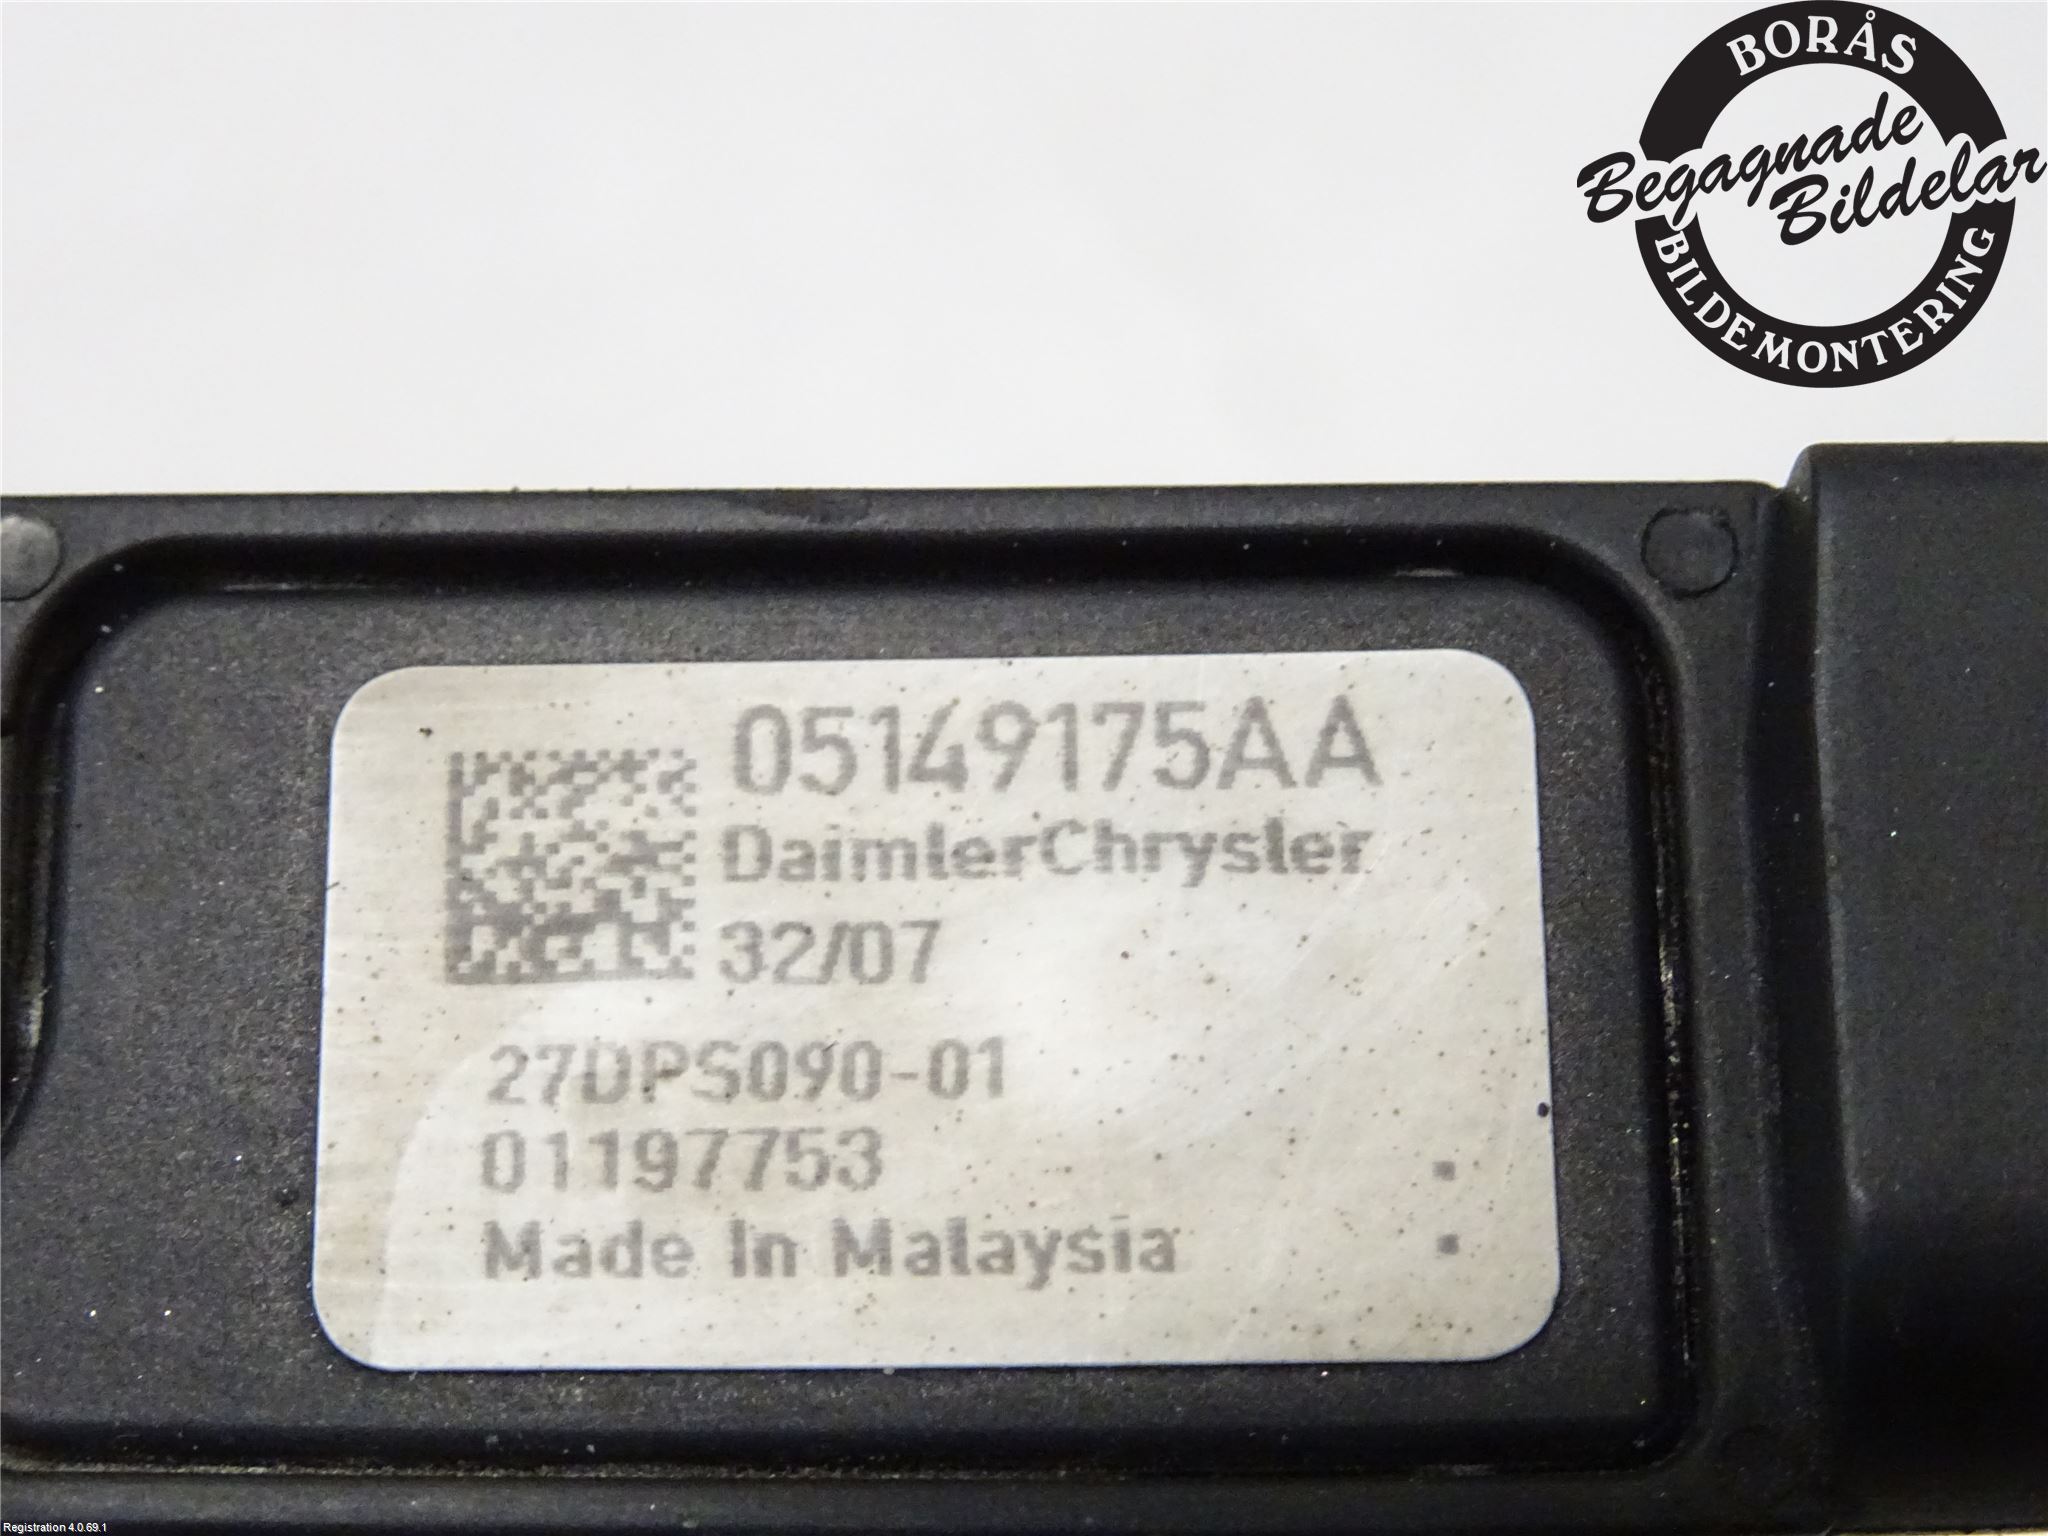 BORÅS
Begagnade
Bildelar
BILDEMONTERING
05149175AA
DaimlerChrysler
32/07
27DPS090-01
01197753
Made In Malaysia
Registration 4.0.69.1